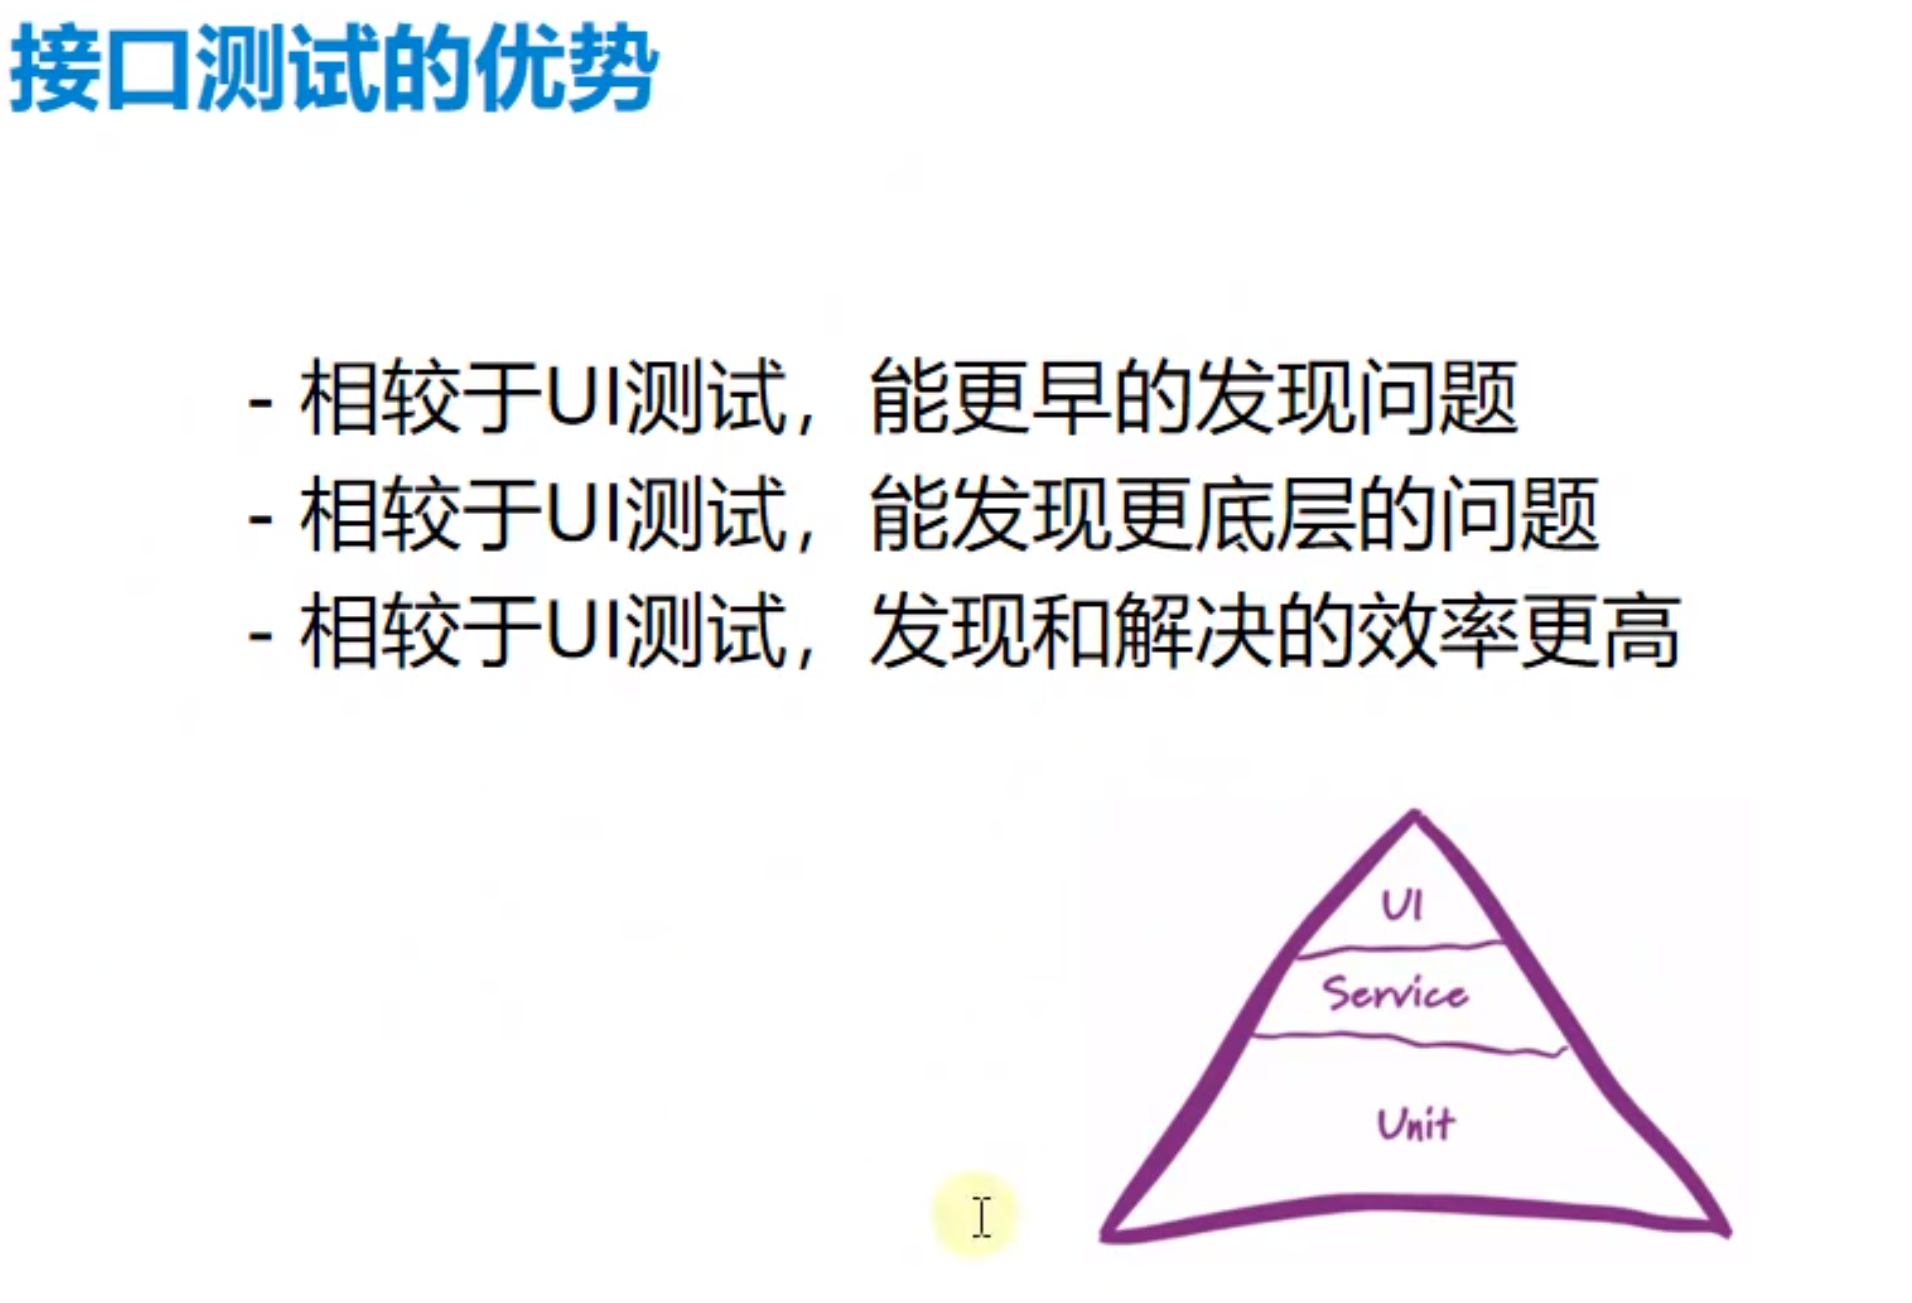 接口测试的优势
- 相较于UI测试，能更早的发现问题
- 相较于UI测试，能发现更底层的问题
- 相较于UI测试，发现和解决的效率更高
UI
Service
Unit